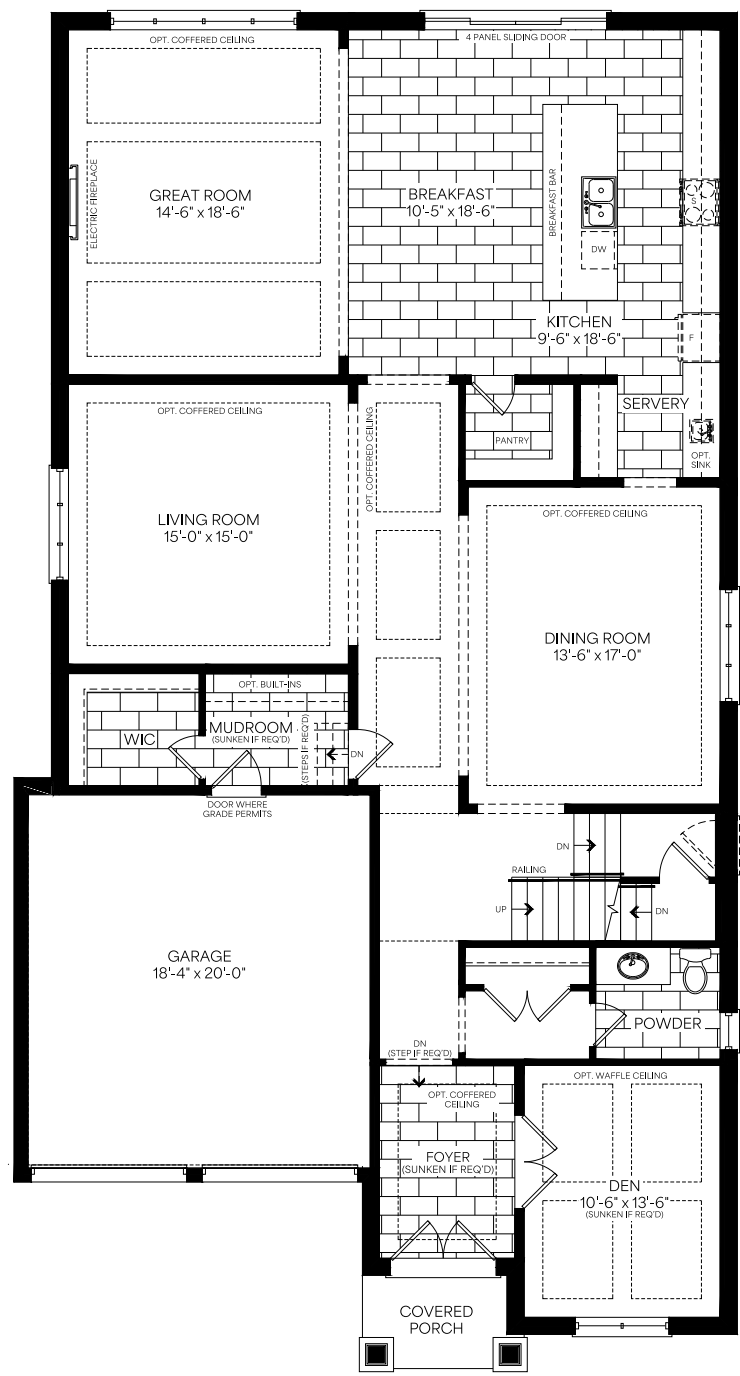 OPT. COFFERED CEILING
4 PANEL SLIDING DOOR
ELECTRIC FIREPLACE
GREAT ROOM
14'-6" x 18'-6"
BREAKFAST
10'-5" x 18'-6"
BREAKFAST BAR
S
DW
KITCHEN
9'-6" x 18'-6"
F
SERVERY
OPT. COFFERED CEILING
OPT. COFFERED CEILING
PANTRY
OPT.
SINK
LIVING ROOM
15'-0" x 15'-0"
OPT. COFFERED CEILING
DINING ROOM
13'-6" x 17'-0"
OPT. BUILT-INS
WIC
MUDROOM
(SUNKEN IF REQ'D)
(STEPS IF REQ'D)
DN
DOOR WHERE
GRADE PERMITS
DN
RAILING
UP
DN
GARAGE
18'-4" x 20'-0"
POWDER
DN
(STEP IF REQ'D)
OPT. COFFERED
CEILING
OPT. WAFFLE CEILING
FOYER
(SUNKEN IF REQ'D)
DEN
10'-6" x 13'-6"
(SUNKEN IF REQ'D)
COVERED
PORCH